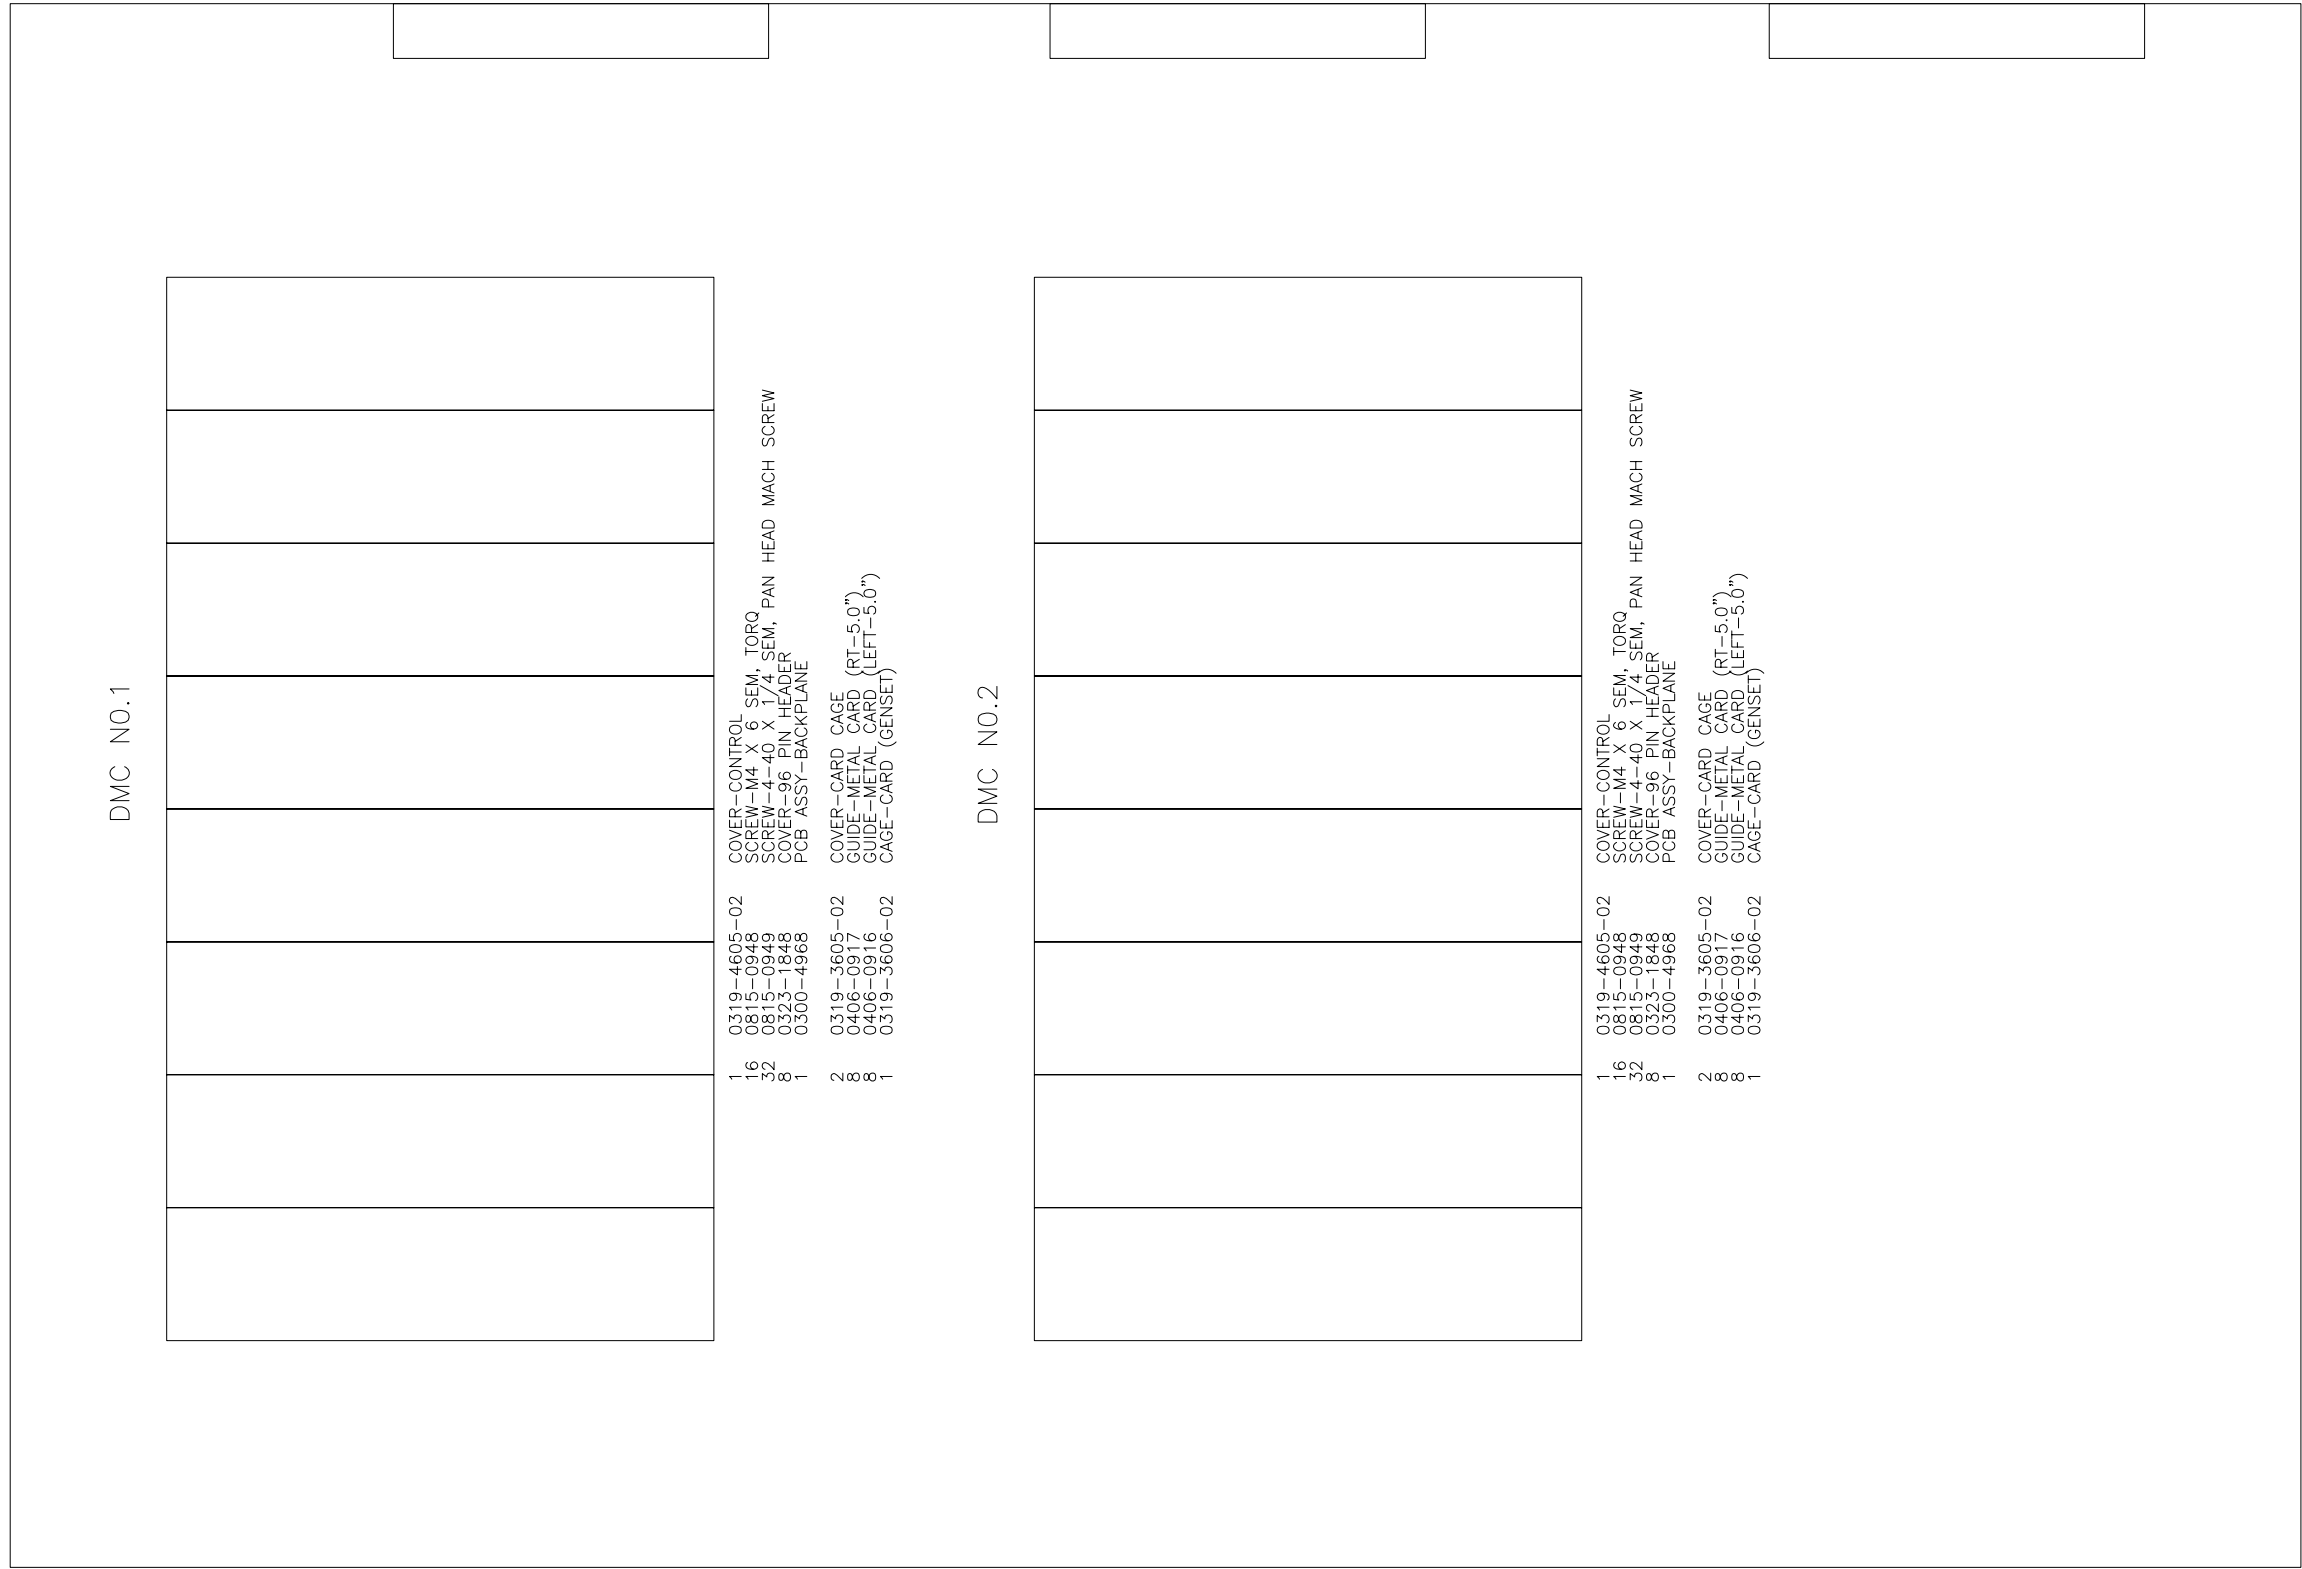 DMC NO.1
1 0319-4605-02 COVER-CONTROL
16 0815-0948 SCREW-M4 X 6 SEM, TORQ
32 0815-0949 SCREW-4-40 X 1/4 SEM, PAN HEAD MACH SCREW
8 0323-1848 COVER-96 PIN HEADER
1 0300-4968 PCB ASSY-BACKPLANE
2 0319-3605-02 COVER-CARD CAGE
8 0406-0917 GUIDE-METAL CARD (RT-5.0")
8 0406-0916 GUIDE-METAL CARD (LEFT-5.0")
1 0319-3606-02 CAGE-CARD (GENSET)
DMC NO.2
1 0319-4605-02 COVER-CONTROL
16 0815-0948 SCREW-M4 X 6 SEM, TORQ
32 0815-0949 SCREW-4-40 X 1/4 SEM, PAN HEAD MACH SCREW
8 0323-1848 COVER-96 PIN HEADER
1 0300-4968 PCB ASSY-BACKPLANE
2 0319-3605-02 COVER-CARD CAGE
8 0406-0917 GUIDE-METAL CARD (RT-5.0")
8 0406-0916 GUIDE-METAL CARD (LEFT-5.0")
1 0319-3606-02 CAGE-CARD (GENSET)